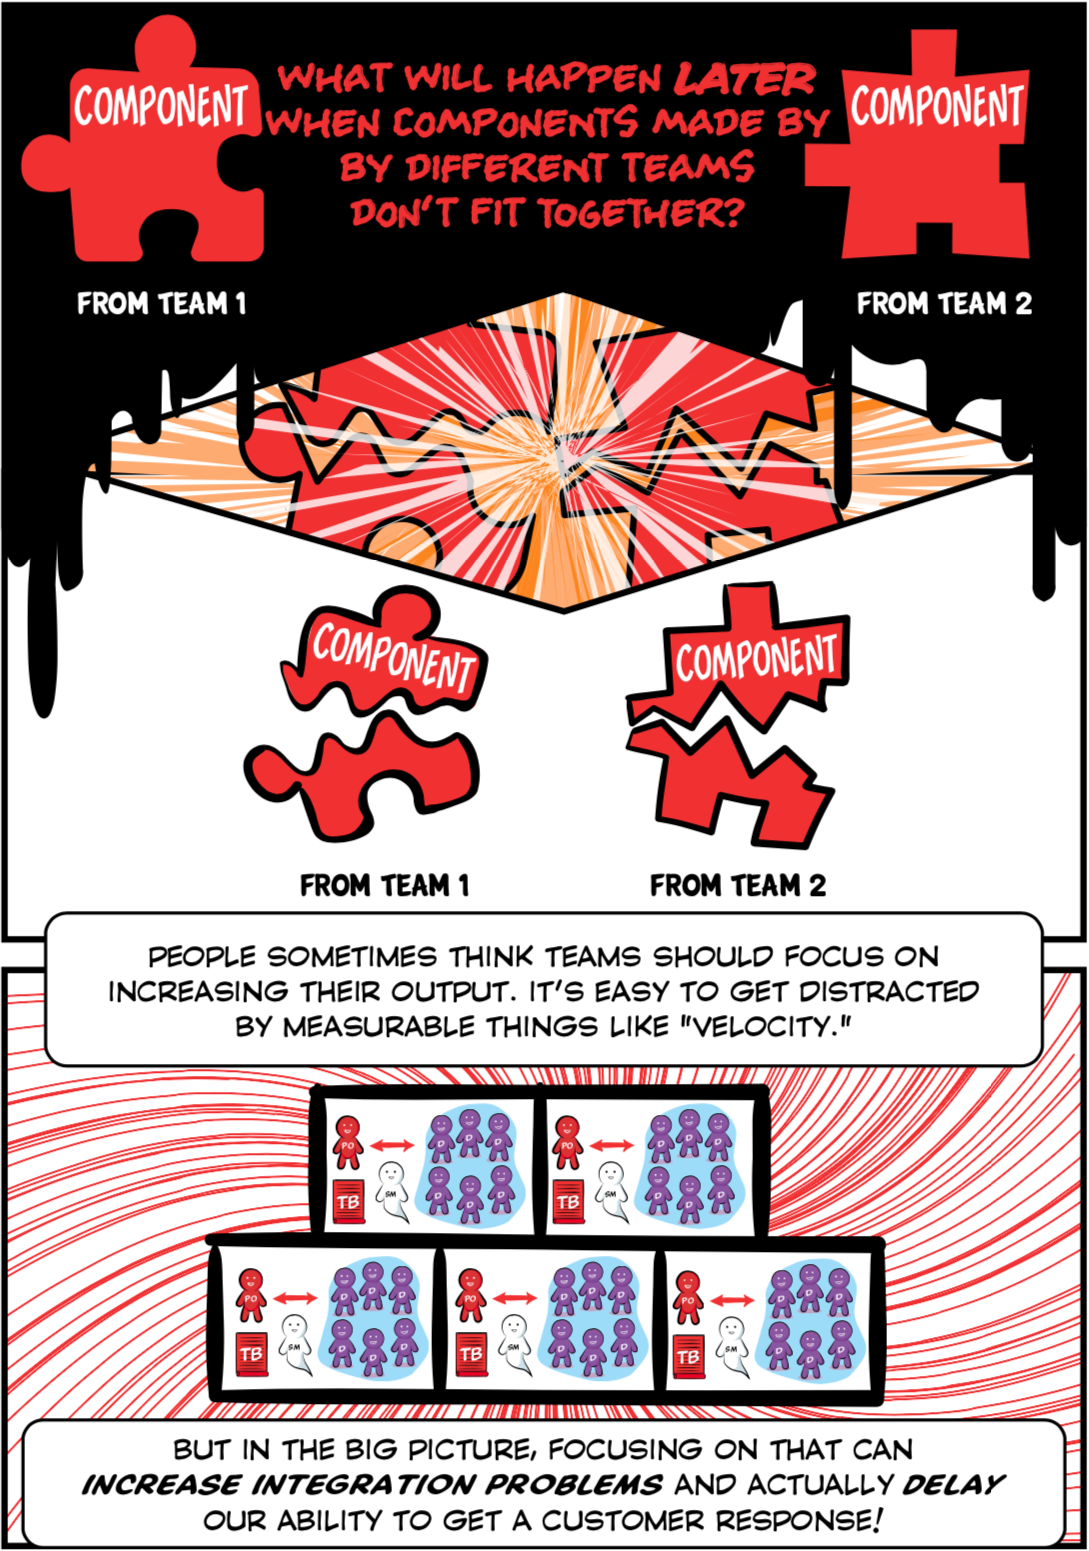 COMPONENT
WHAT WILL HAPPEN LATER
WHEN COMPONENTS MADE BY
BY DIFFERENT TEAMS
DON'T FIT TOGETHER?
COMPONENT
FROM TEAM 1
FROM TEAM 2
COMPONENT
COMPONENT
FROM TEAM 1
FROM TEAM 2
PEOPLE SOMETIMES THINK TEAMS SHOULD FOCUS ON
INCREASING THEIR OUTPUT. IT'S EASY TO GET DISTRACTED
BY MEASURABLE THINGS LIKE "VELOCITY."
PO D D D PO D D D
TB SM D D D TB SM D D D
PO D D D PO D D D PO D D D
TB SM D D D TB SM D D D TB SM D D D
BUT IN THE BIG PICTURE, FOCUSING ON THAT CAN
INCREASE INTEGRATION PROBLEMS AND ACTUALLY DELAY
OUR ABILITY TO GET A CUSTOMER RESPONSE!